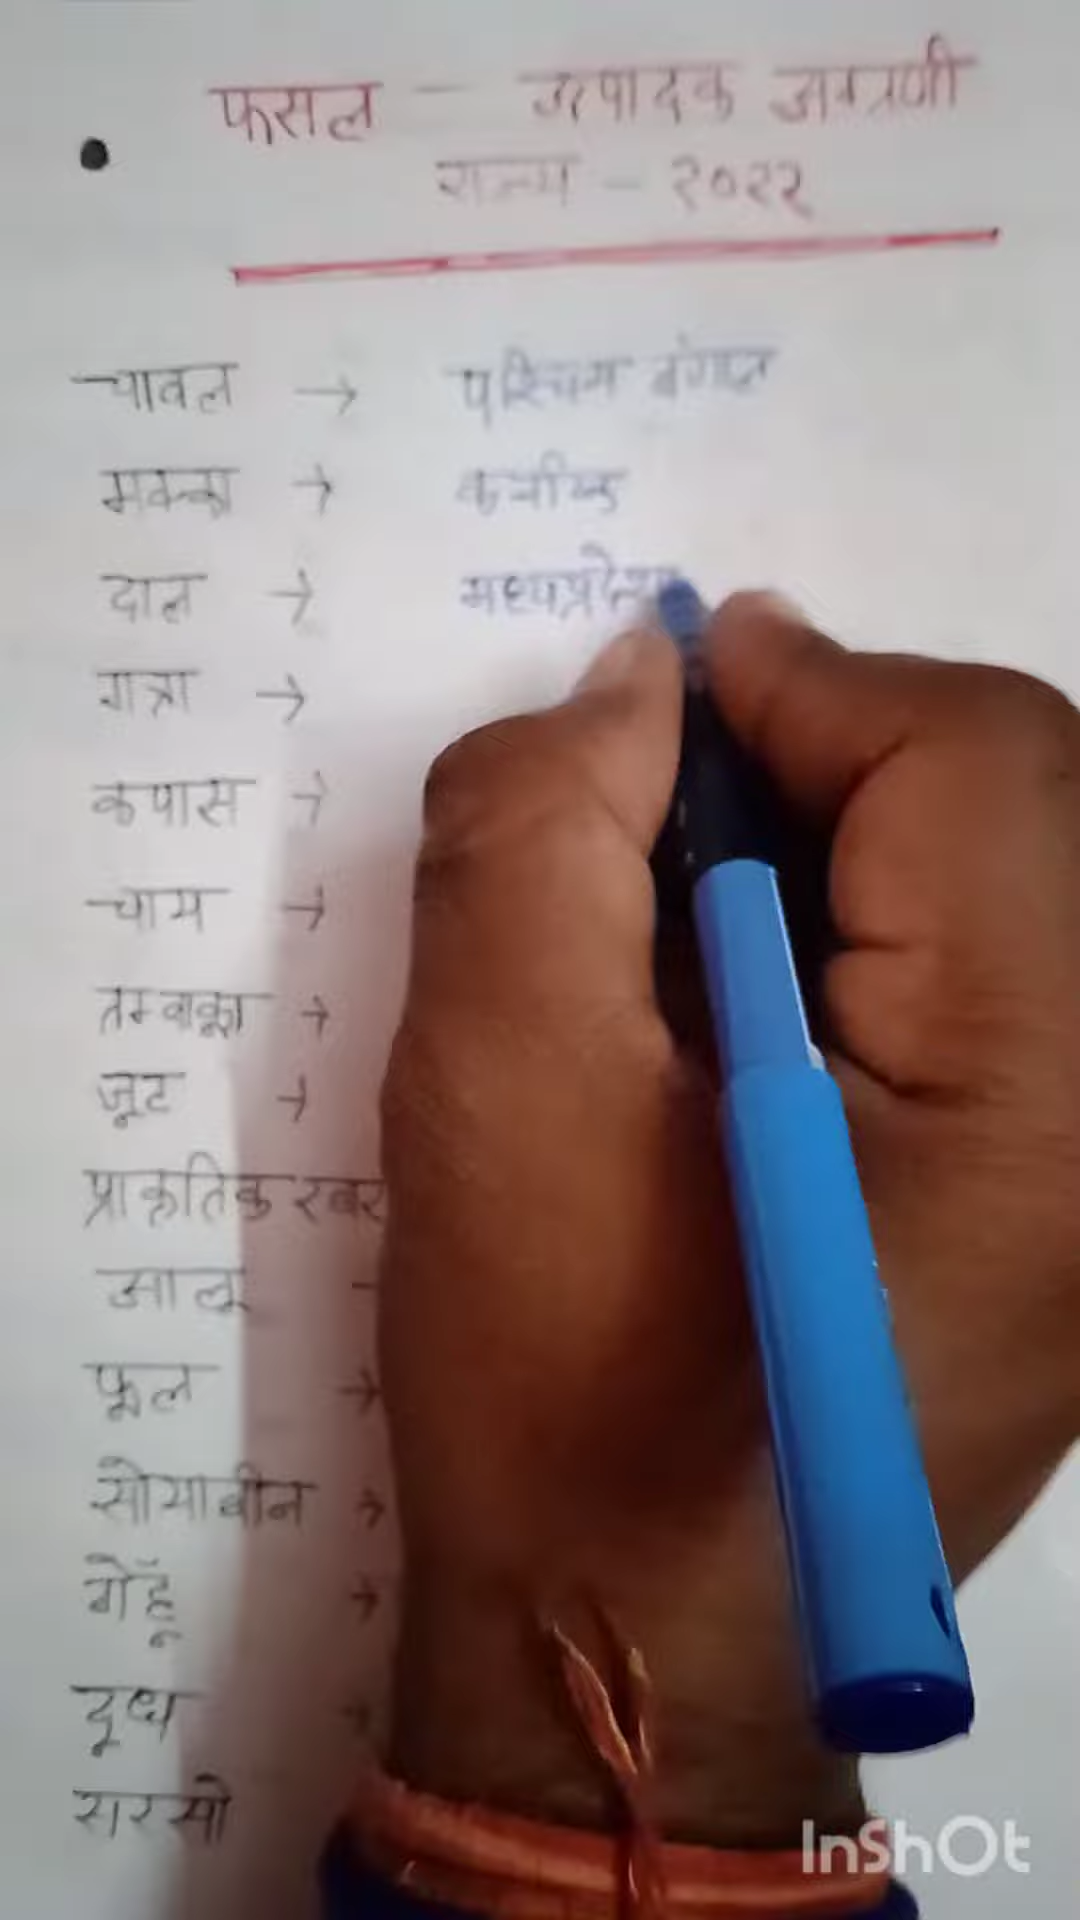 फसल – उत्पादक अग्रणी
राज्य – २०२२
चावल → पश्चिम बंगाल
मक्का → कर्नाटक
दाल → मध्यप्रदेश
गन्ना →
कपास →
चाय →
तम्बाकू →
जूट →
प्राकृतिक रबर
आलू
फूल →
सोयाबीन →
गेहूँ →
दूध →
सरसो
InShOt